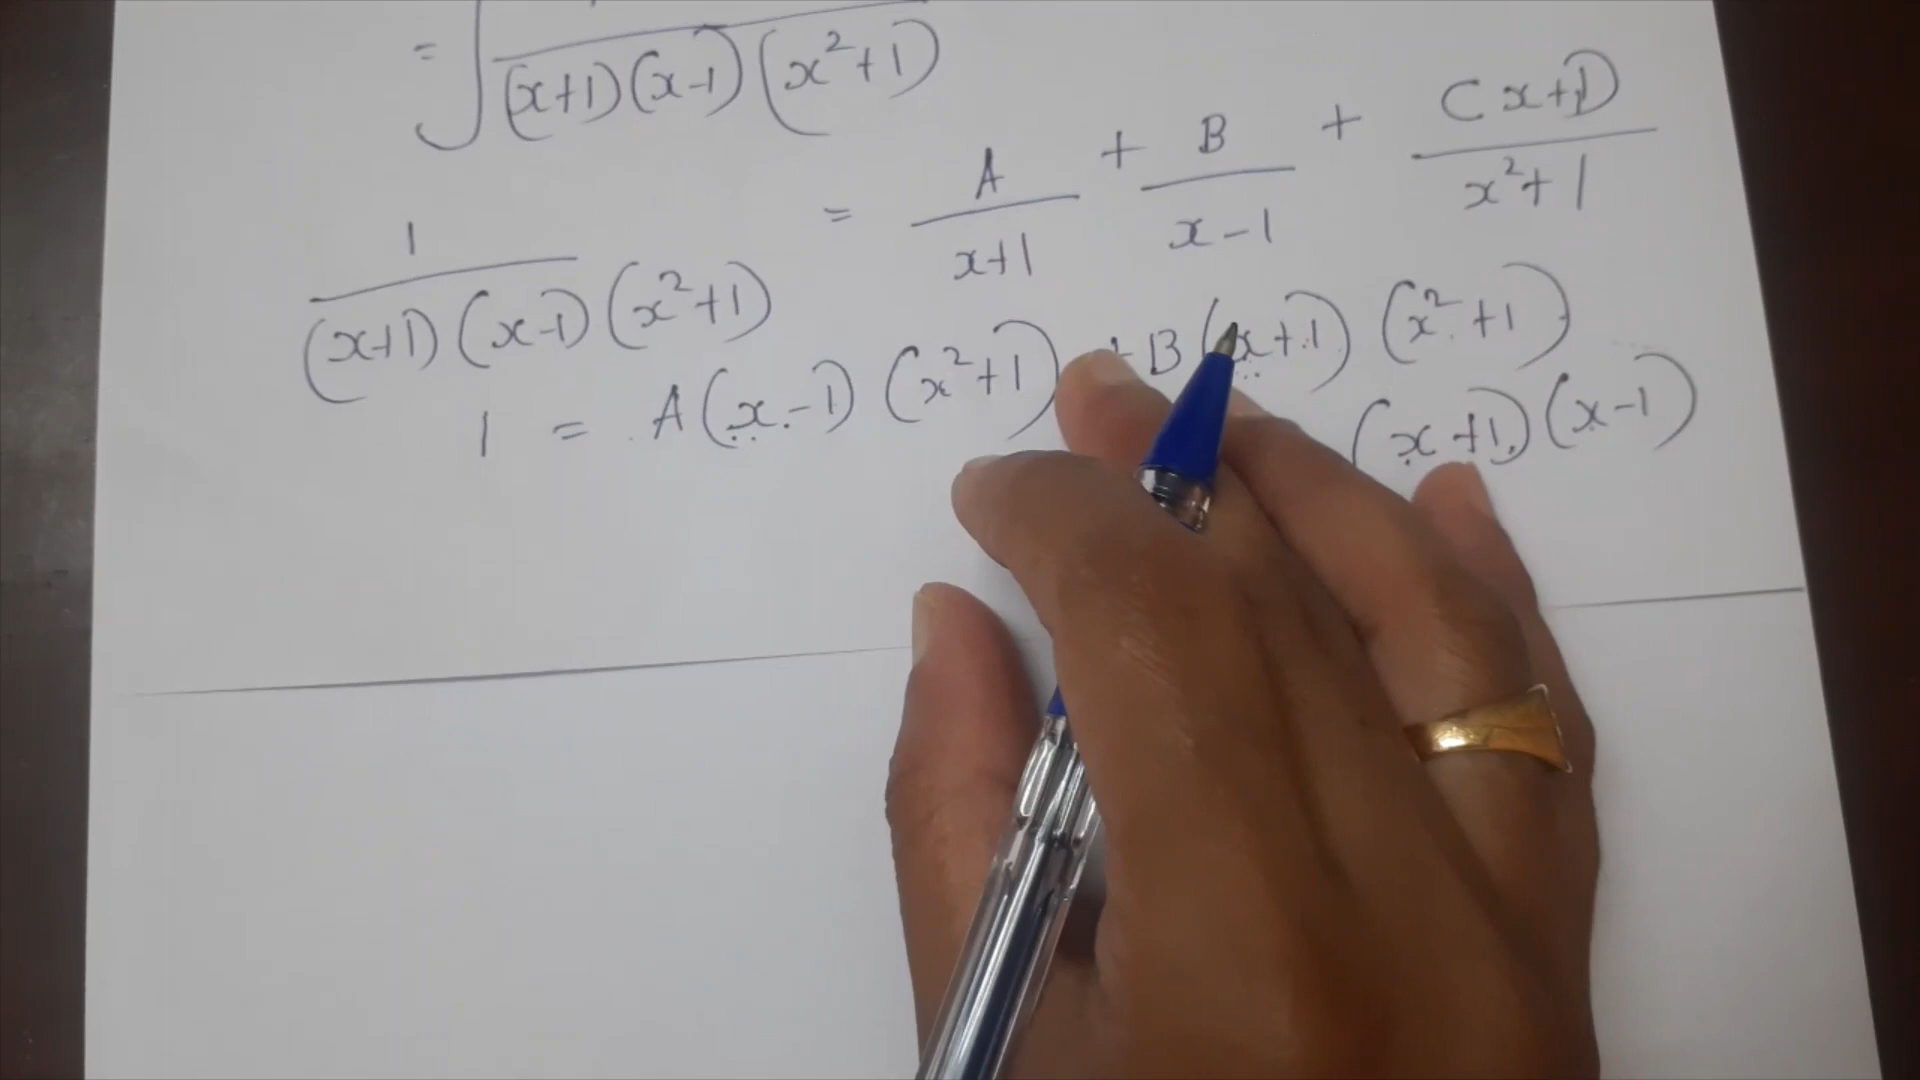 = ∫ 1/((x+1)(x-1)(x²+1))
1/((x+1)(x-1)(x²+1)) = A/(x+1) + B/(x-1) + (Cx+D)/(x²+1)
1 = A(x-1)(x²+1) + B(x+1)(x²+1)
(x+1)(x-1)